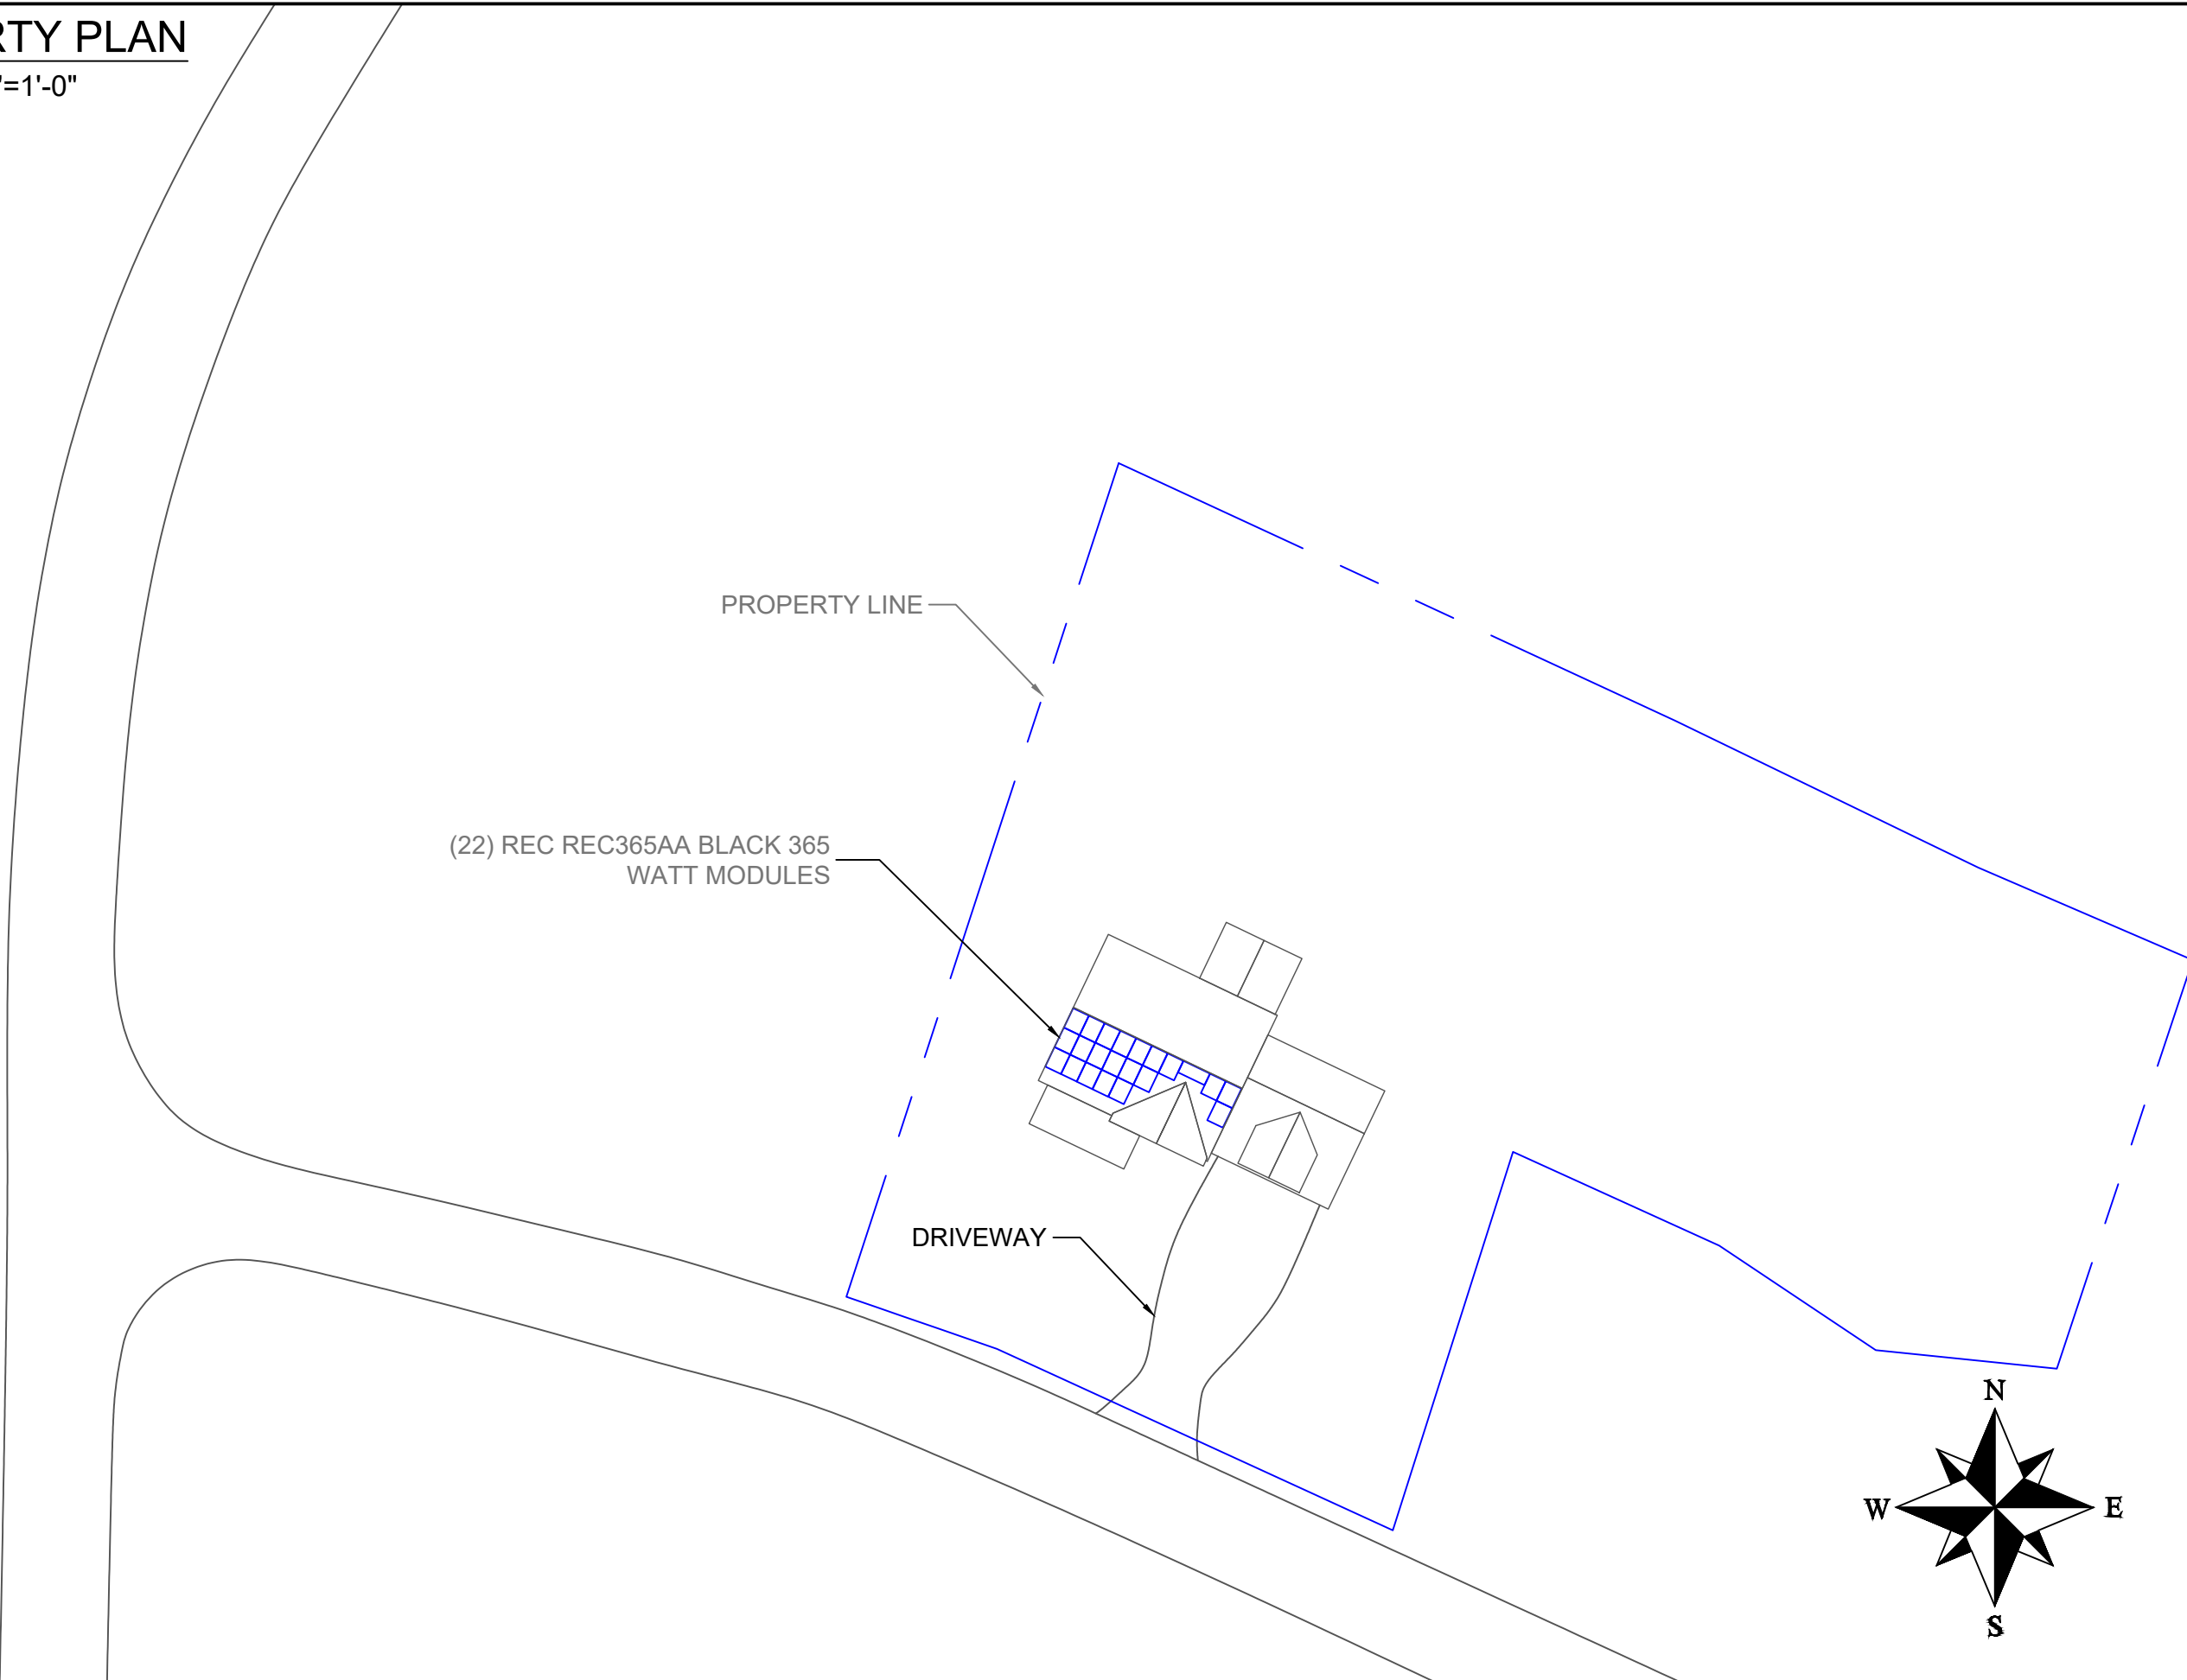 RTY PLAN
"=1'-0"
PROPERTY LINE
(22) REC REC365AA BLACK 365
WATT MODULES
DRIVEWAY
N
W
E
S